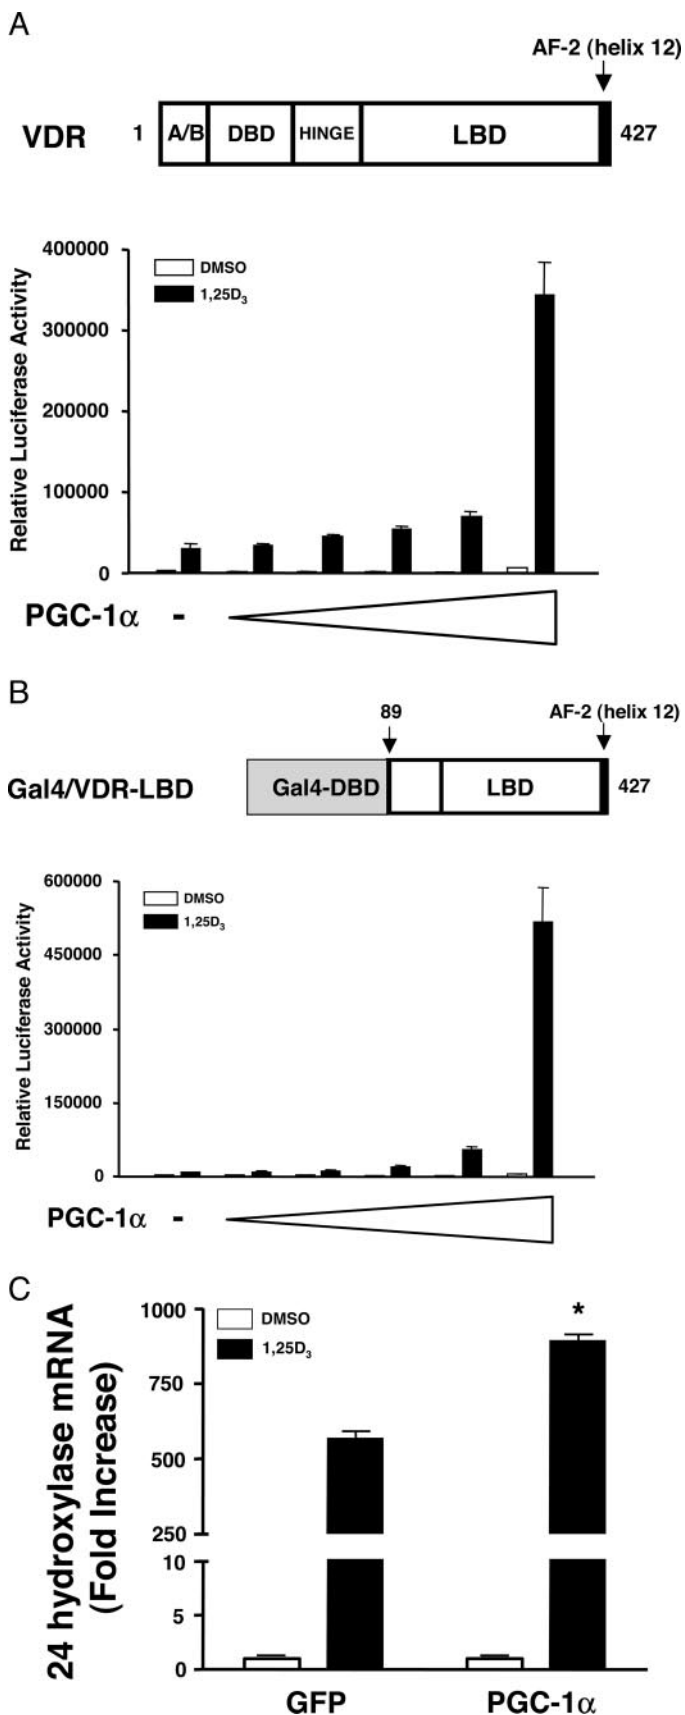 A
AF-2 (helix 12)
VDR 1 A/B DBD HINGE LBD 427
Relative Luciferase Activity
400000
300000
200000
100000
0
DMSO
1,25D₃
PGC-1α -
B
89 AF-2 (helix 12)
Gal4/VDR-LBD Gal4-DBD LBD 427
Relative Luciferase Activity
600000
450000
300000
150000
0
DMSO
1,25D₃
PGC-1α -
C
24 hydroxylase mRNA
(Fold Increase)
1000
750
500
250
10
5
0
DMSO
1,25D₃
*
GFP PGC-1α